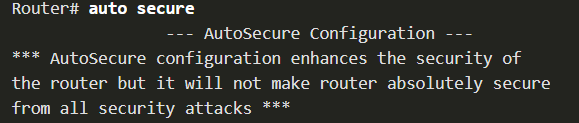 Router# auto secure
--- AutoSecure Configuration ---
*** AutoSecure configuration enhances the security of
the router but it will not make router absolutely secure
from all security attacks ***